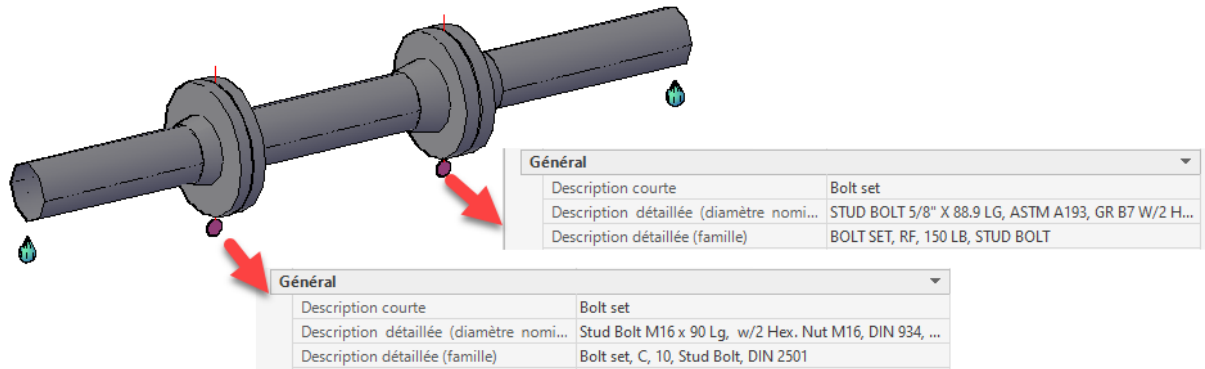 Général
Description courte Bolt set
Description détaillée (diamètre nomi... STUD BOLT 5/8" X 88.9 LG, ASTM A193, GR B7 W/2 H...
Description détaillée (famille) BOLT SET, RF, 150 LB, STUD BOLT
Général
Description courte Bolt set
Description détaillée (diamètre nomi... Stud Bolt M16 x 90 Lg, w/2 Hex. Nut M16, DIN 934, ...
Description détaillée (famille) Bolt set, C, 10, Stud Bolt, DIN 2501